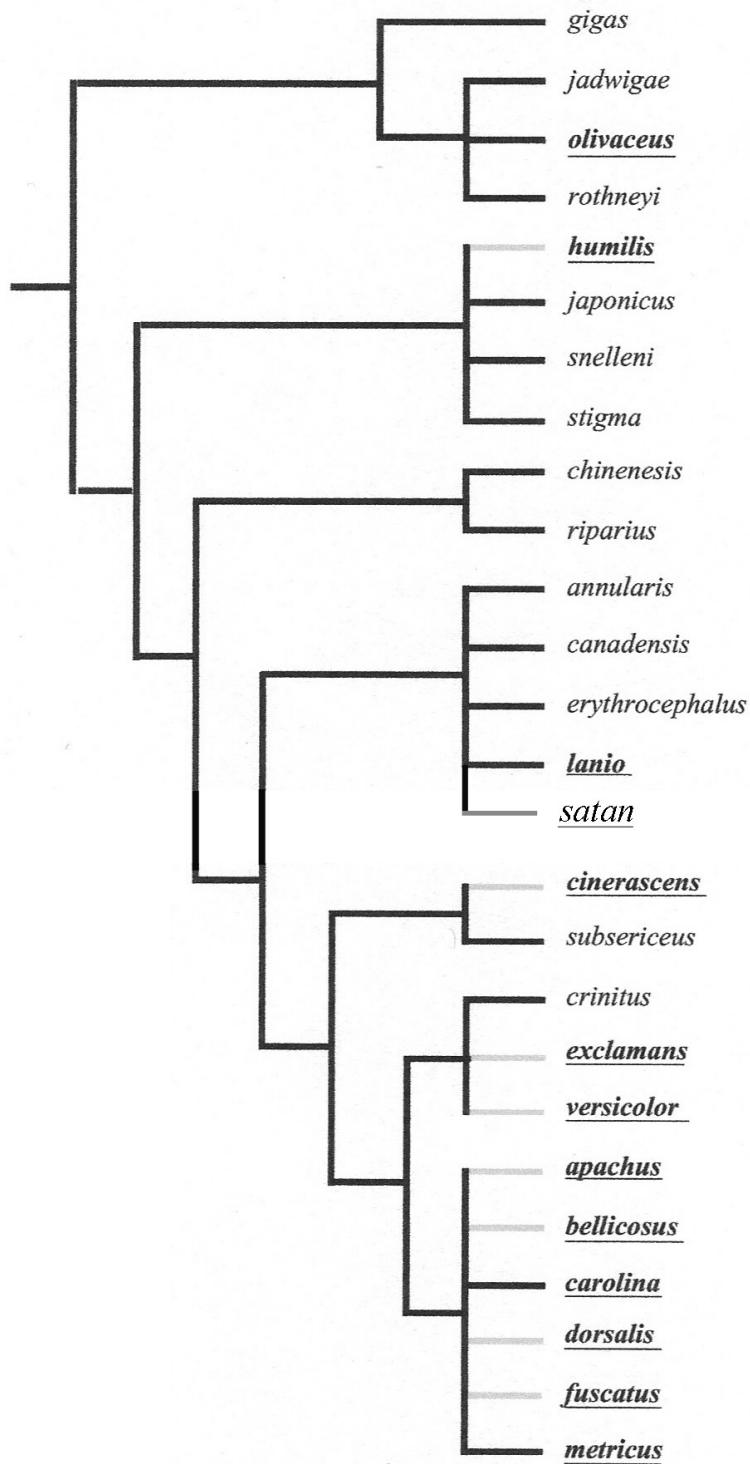 gigas
jadwigae
olivaceus
rothneyi
humilis
japonicus
snelleni
stigma
chinenesis
riparius
annularis
canadensis
erythrocephalus
lanio
satan
cinerascens
subsericeus
crinitus
exclamans
versicolor
apachus
bellicosus
carolina
dorsalis
fuscatus
metricus